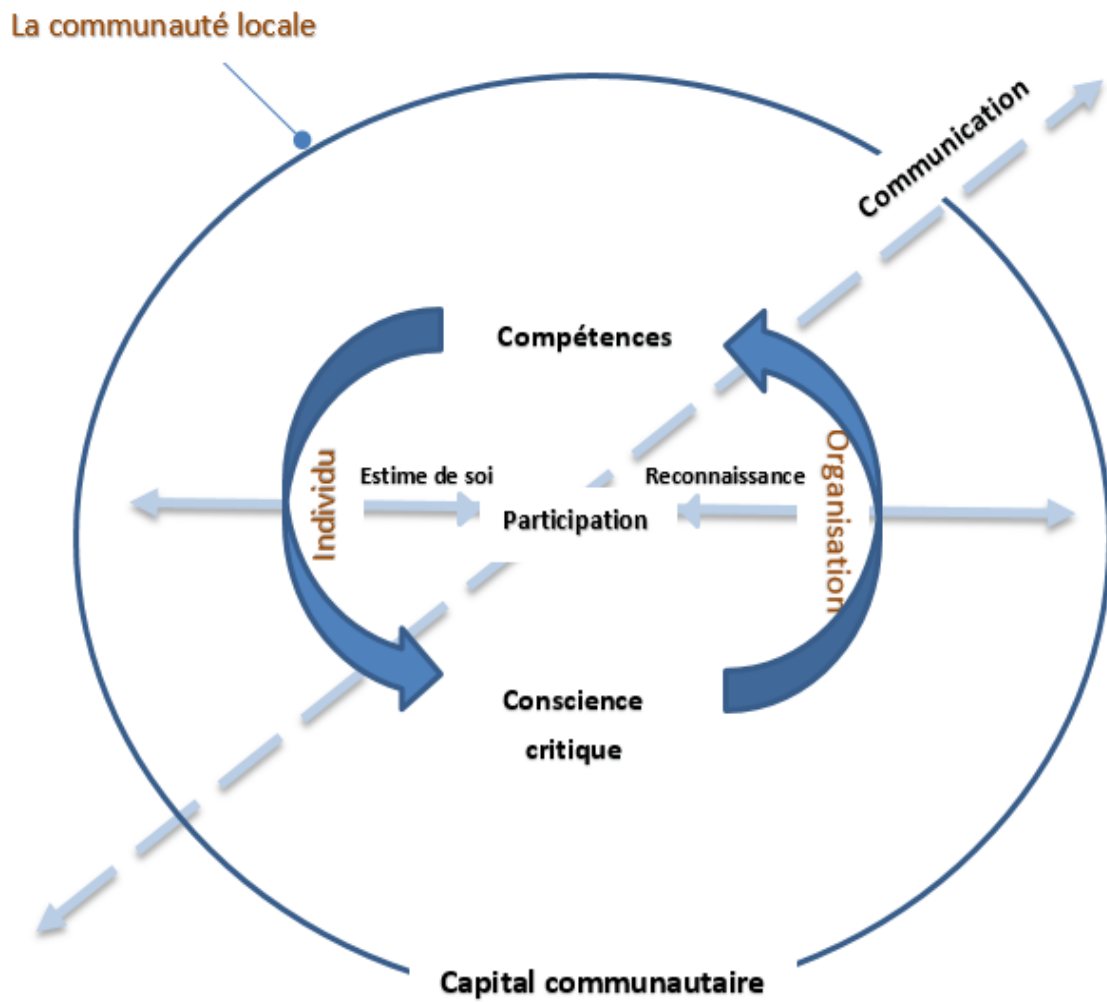 La communauté locale
Communication
Compétences
Individu
Estime de soi
Reconnaissance
Organisation
Participation
Conscience
critique
Capital communautaire